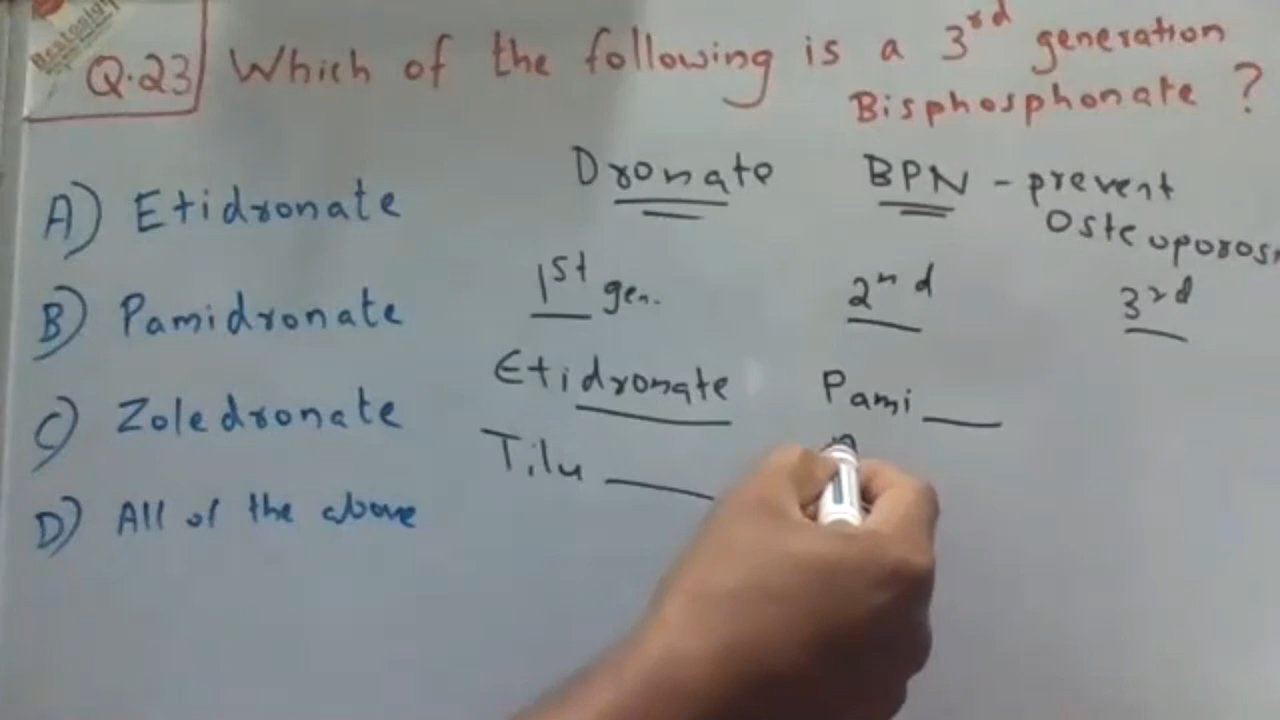 Q.23 Which of the following is a 3rd generation
Bisphosphonate ?
Dronate BPN - prevent
A) Etidronate
1st gen. 2nd 3rd
B) Pamidronate
Etidronate Pami
C) Zoledronate
Tilu
D) All of the above